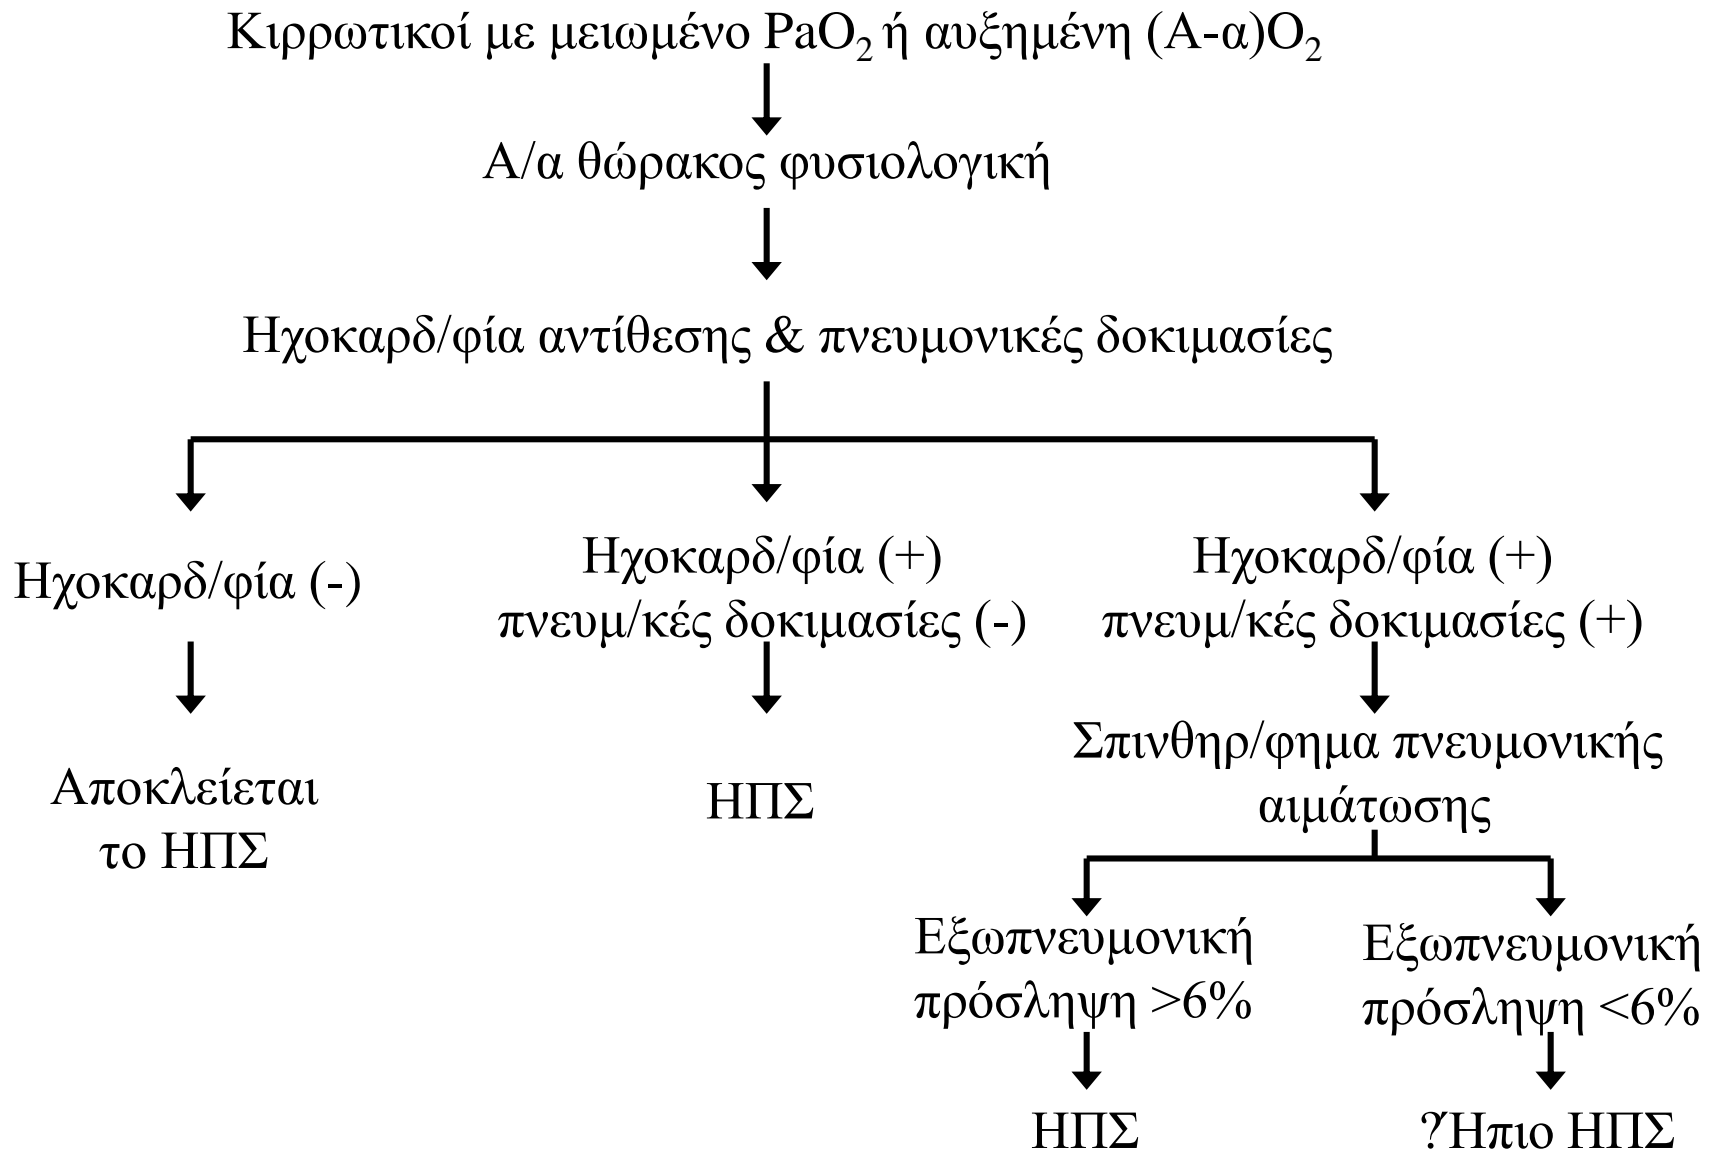 Κιρρωτικοί με μειωμένο PaO2 ή αυξημένη (Α-α)Ο2
Α/α θώρακος φυσιολογική
Ηχοκαρδ/φία αντίθεσης & πνευμονικές δοκιμασίες
Ηχοκαρδ/φία (-)
Ηχοκαρδ/φία (+)
πνευμ/κές δοκιμασίες (-)
Ηχοκαρδ/φία (+)
πνευμ/κές δοκιμασίες (+)
Αποκλείεται
το ΗΠΣ
ΗΠΣ
Σπινθηρ/φημα πνευμονικής
αιμάτωσης
Εξωπνευμονική
πρόσληψη >6%
Εξωπνευμονική
πρόσληψη <6%
ΗΠΣ
?Ήπιο ΗΠΣ